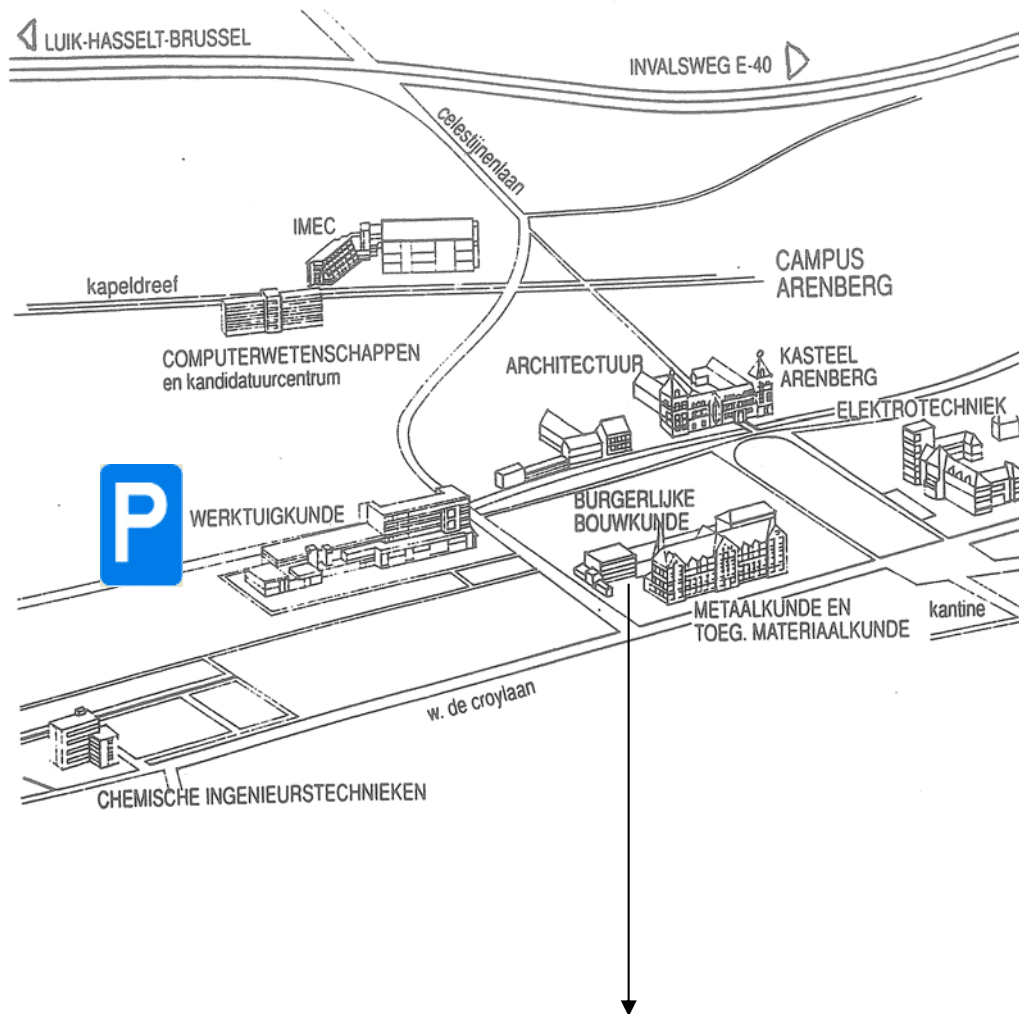 LUIK-HASSELT-BRUSSEL
INVALSWEG E-40
celestijnenlaan
IMEC
kapeldreef
CAMPUS
ARENBERG
COMPUTERWETENSCHAPPEN
en kandidatuurcentrum
ARCHITECTUUR
KASTEEL
ARENBERG
ELEKTROTECHNIEK
P
WERKTUIGKUNDE
BURGERLIJKE
BOUWKUNDE
METAALKUNDE EN
TOEG. MATERIAALKUNDE
kantine
w. de croylaan
CHEMISCHE INGENIEURSTECHNIEKEN